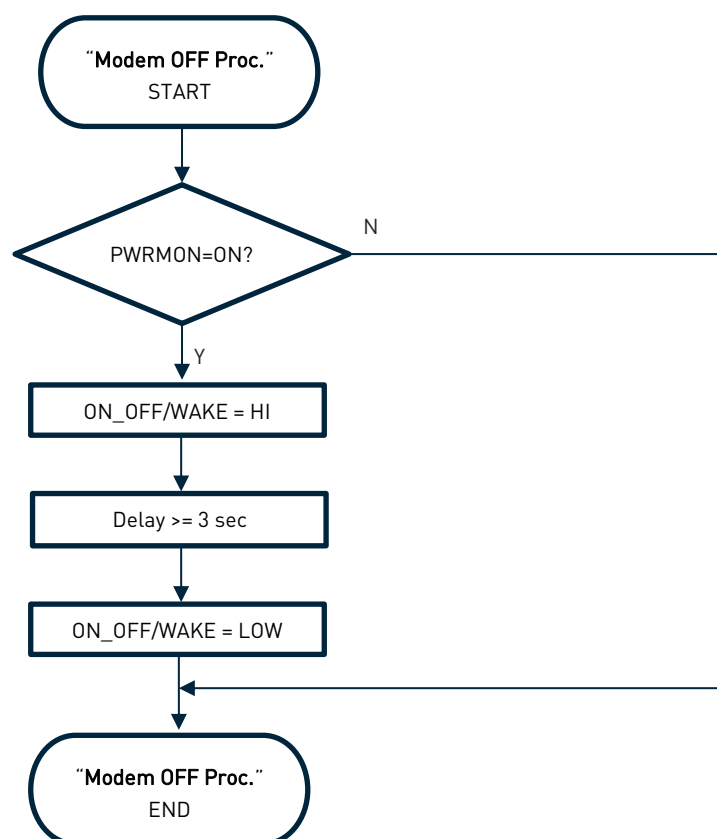 “Modem OFF Proc.”
START
PWRMON=ON?
N
Y
ON_OFF/WAKE = HI
Delay >= 3 sec
ON_OFF/WAKE = LOW
“Modem OFF Proc.”
END